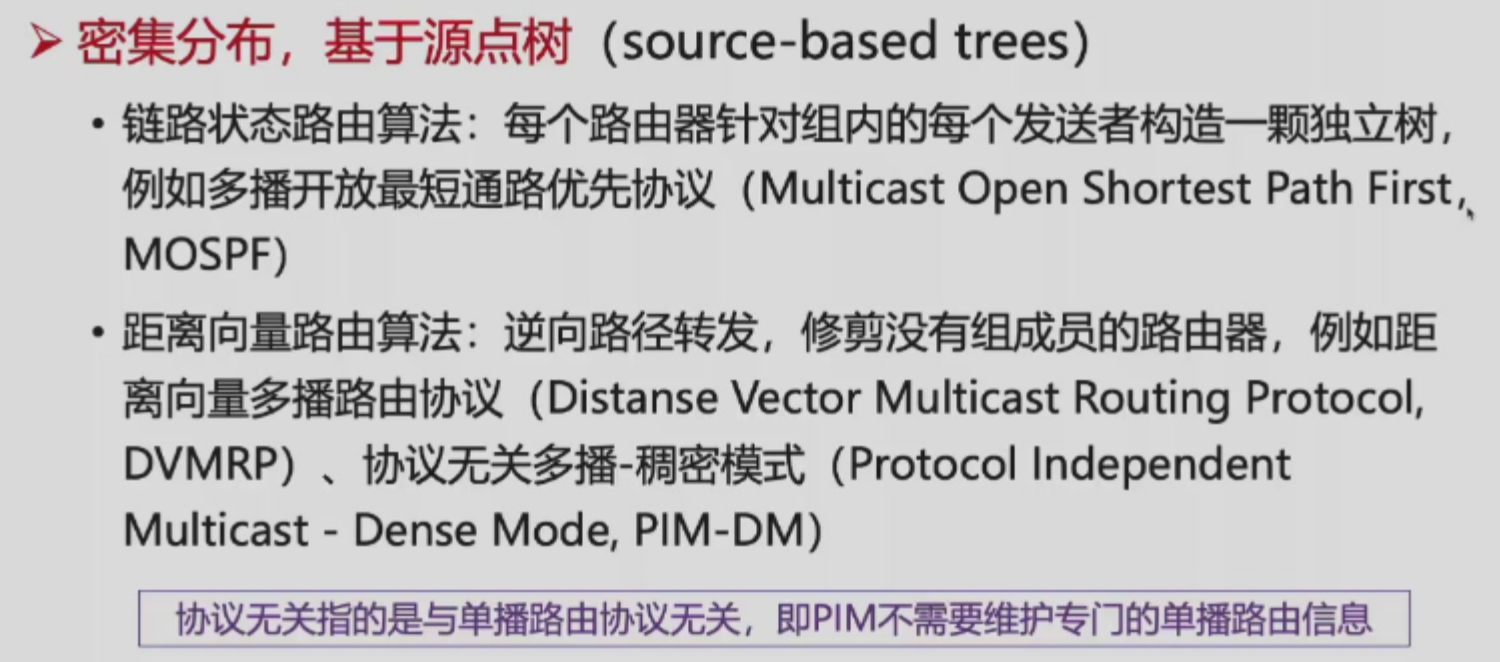 ➢ 密集分布，基于源点树（source-based trees）
• 链路状态路由算法：每个路由器针对组内的每个发送者构造一颗独立树，
例如多播开放最短通路优先协议（Multicast Open Shortest Path First，
MOSPF）
• 距离向量路由算法：逆向路径转发，修剪没有组成员的路由器，例如距
离向量多播路由协议（Distanse Vector Multicast Routing Protocol,
DVMRP）、协议无关多播-稠密模式（Protocol Independent
Multicast - Dense Mode, PIM-DM）
协议无关指的是与单播路由协议无关，即PIM不需要维护专门的单播路由信息